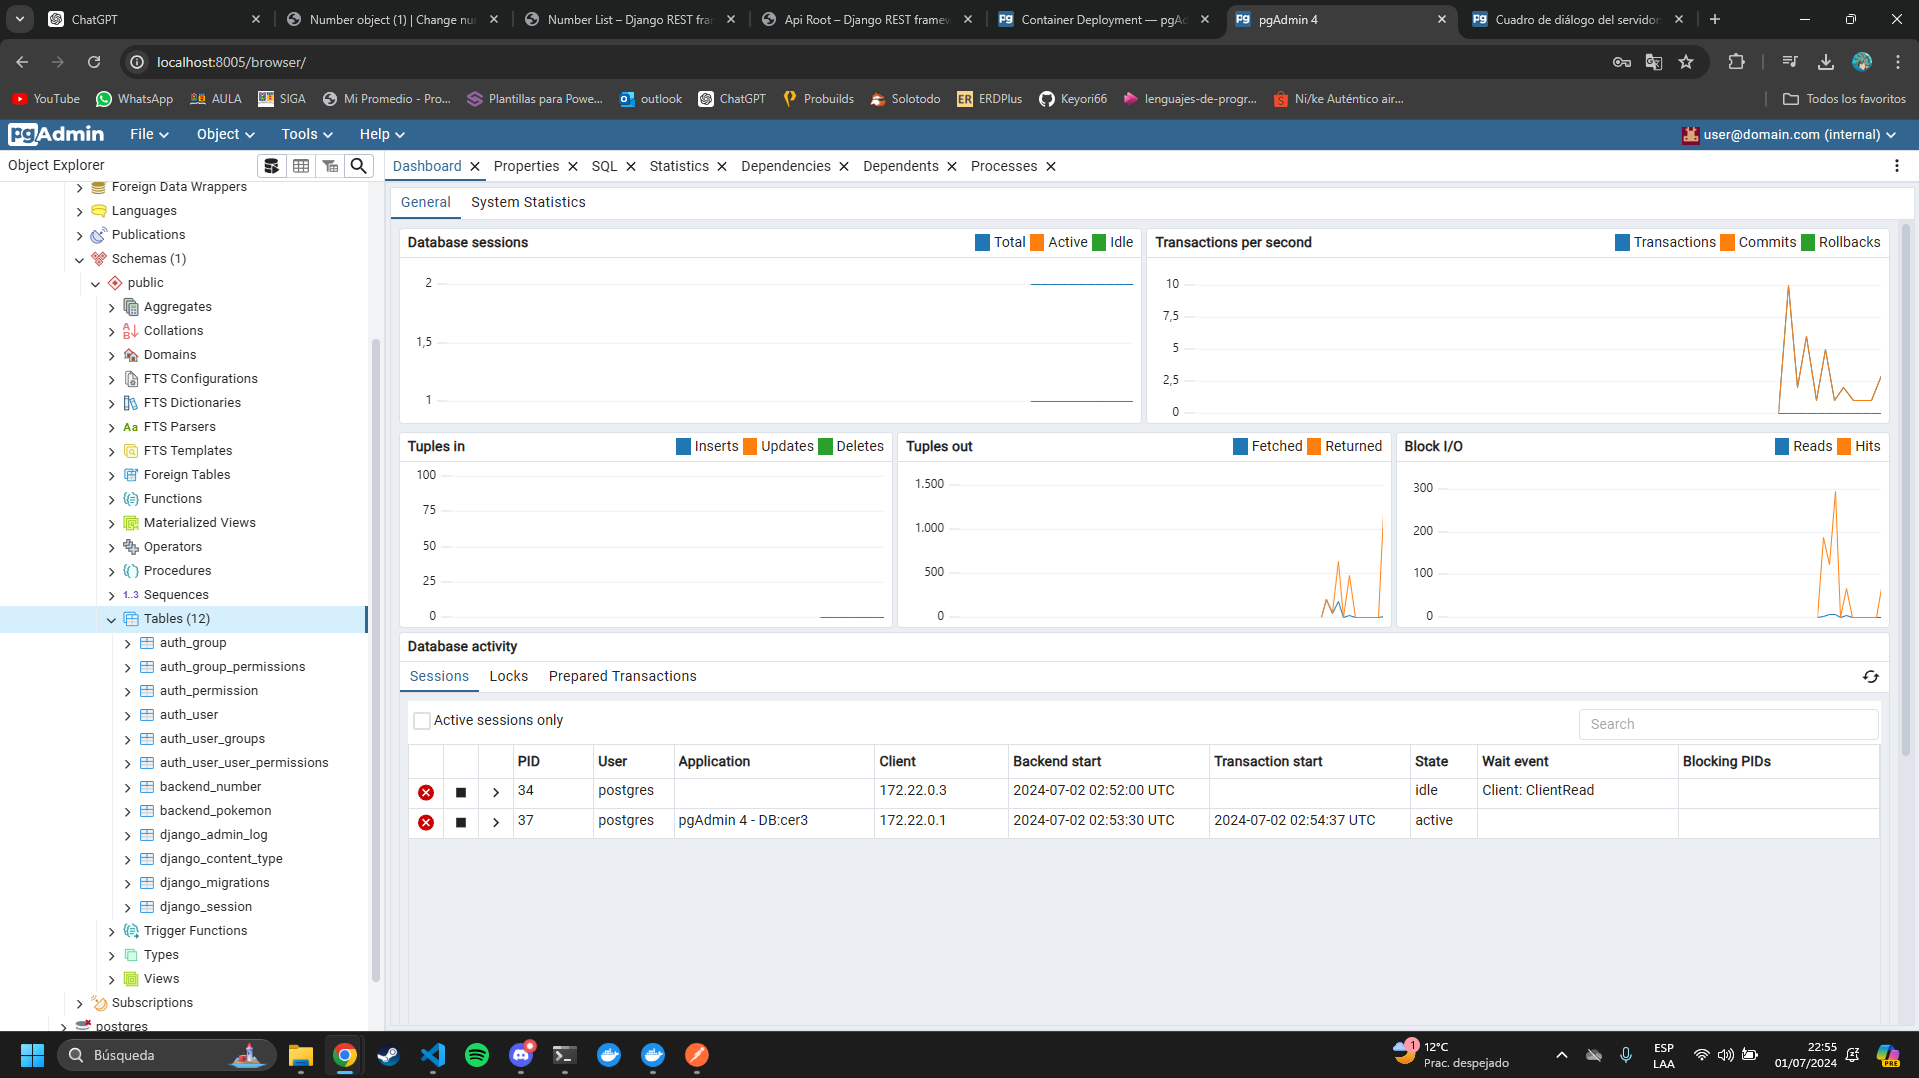 ChatGPT
Number object (1) | Change nu
Number List – Django REST fra
Api Root – Django REST framew
Container Deployment — pgAd
pgAdmin 4
Cuadro de diálogo del servidor
localhost:8005/browser/
YouTube
WhatsApp
AULA
SIGA
Mi Promedio - Pro...
Plantillas para Powe...
outlook
ChatGPT
Probuilds
Solotodo
ER ERDPlus
Keyori66
lenguajes-de-progr...
Ni/ke Auténtico air...
Todos los favoritos
pgAdmin
File
Object
Tools
Help
user@domain.com (internal)
Object Explorer
Dashboard
Properties
SQL
Statistics
Dependencies
Dependents
Processes
Foreign Data Wrappers
Languages
Publications
Schemas (1)
public
Aggregates
Collations
Domains
FTS Configurations
FTS Dictionaries
Aa FTS Parsers
FTS Templates
Foreign Tables
Functions
Materialized Views
Operators
Procedures
1..3 Sequences
Tables (12)
auth_group
auth_group_permissions
auth_permission
auth_user
auth_user_groups
auth_user_user_permissions
backend_number
backend_pokemon
django_admin_log
django_content_type
django_migrations
django_session
Trigger Functions
Types
Views
Subscriptions
postgres
General
System Statistics
Database sessions
Total Active Idle
2
1,5
1
Transactions per second
Transactions Commits Rollbacks
10
7,5
5
2,5
0
Tuples in
Inserts Updates Deletes
100
75
50
25
0
Tuples out
Fetched Returned
1.500
1.000
500
0
Block I/O
Reads Hits
300
200
100
0
Database activity
Sessions
Locks
Prepared Transactions
Active sessions only
Search
PID User Application Client Backend start Transaction start State Wait event Blocking PIDs
34 postgres 172.22.0.3 2024-07-02 02:52:00 UTC idle Client: ClientRead
37 postgres pgAdmin 4 - DB:cer3 172.22.0.1 2024-07-02 02:53:30 UTC 2024-07-02 02:54:37 UTC active
Búsqueda
1
12°C
Prac. despejado
ESP
LAA
22:55
01/07/2024
PRE